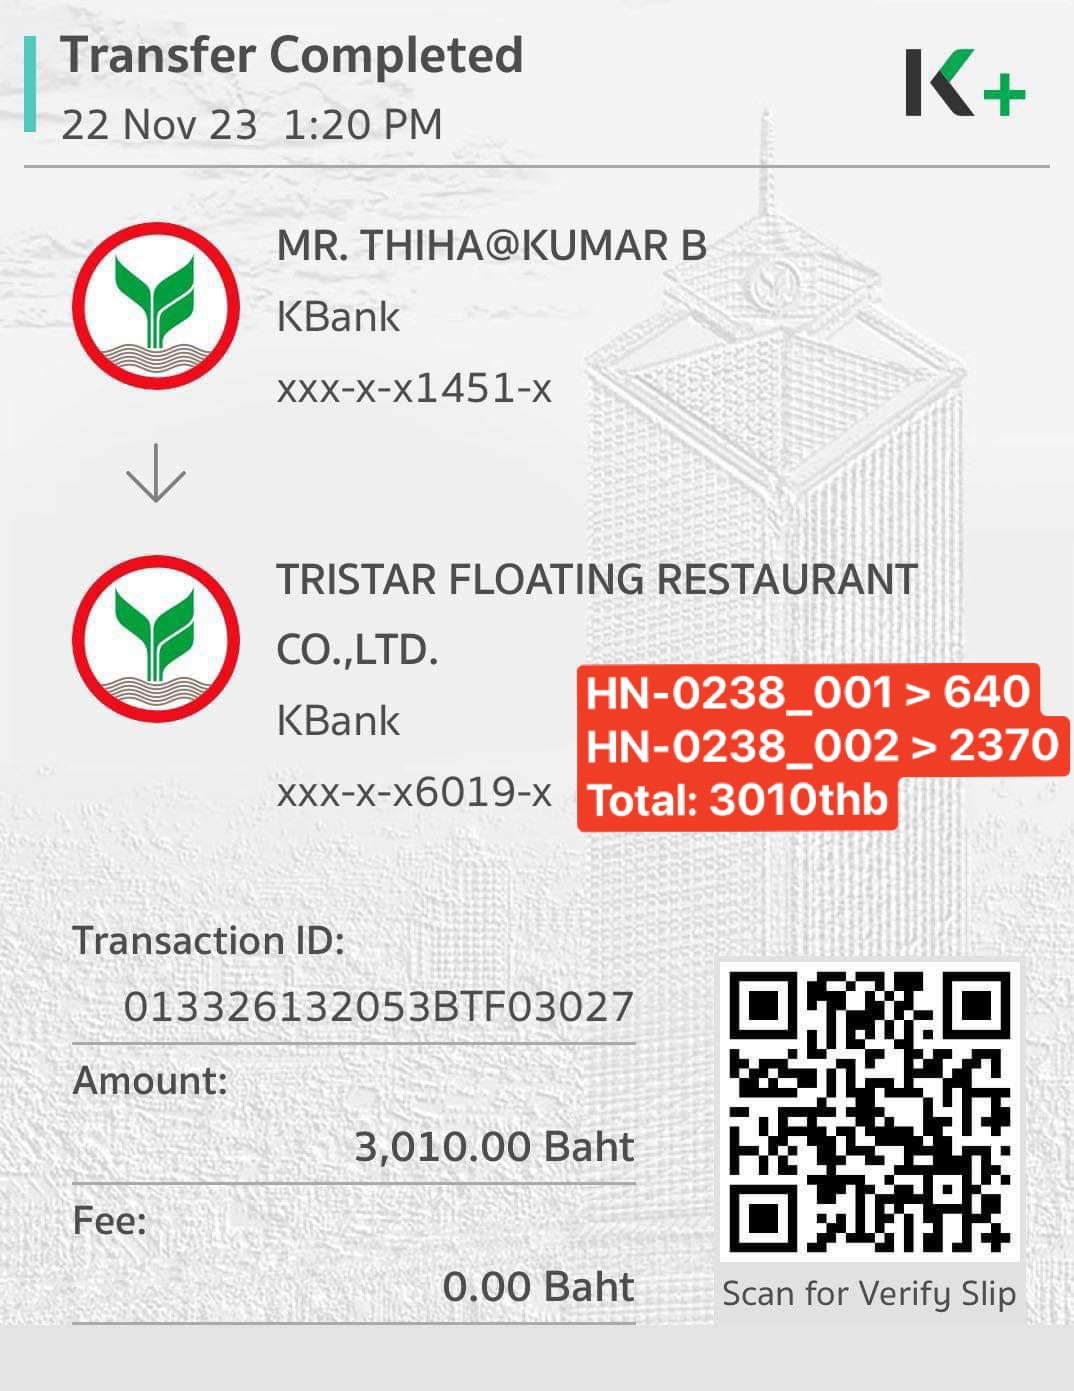 Transfer Completed
22 Nov 23 1:20 PM
K+
MR. THIHA@KUMAR B
KBank
xxx-x-x1451-x
TRISTAR FLOATING RESTAURANT
CO.,LTD.
KBank
xxx-x-x6019-x
HN-0238_001 > 640
HN-0238_002 > 2370
Total: 3010thb
Transaction ID:
013326132053BTF03027
Amount:
3,010.00 Baht
Fee:
0.00 Baht
Scan for Verify Slip